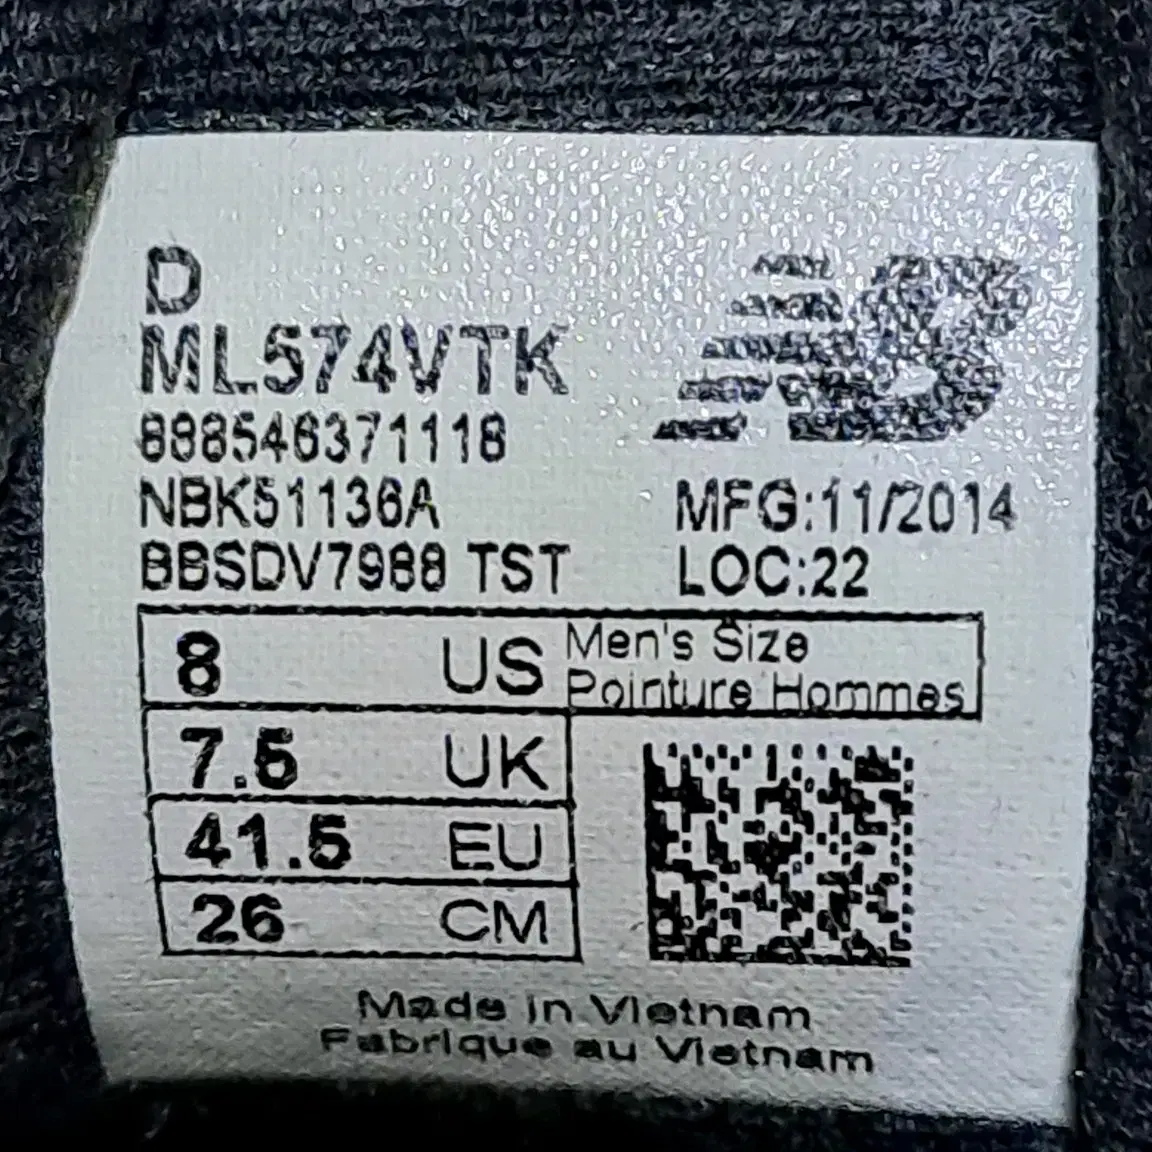 D
ML574VTK
888546371118
NBK51136A
MFG:11/2014
BBSDV7988 TST
LOC:22
8 US Men's Size
Pointure Hommes
7.5 UK
41.5 EU
26 CM
Made in Vietnam
Fabrique au Vietnam